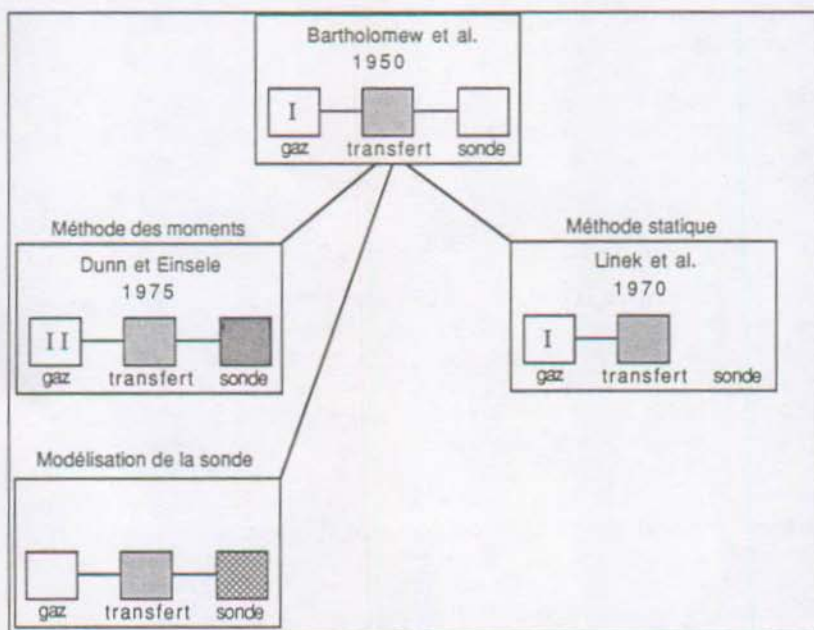 Bartholomew et al.
1950
I
gaz transfert sonde
Méthode des moments
Dunn et Einsele
1975
II
gaz transfert sonde
Méthode statique
Linek et al.
1970
I
gaz transfert sonde
Modélisation de la sonde
gaz transfert sonde